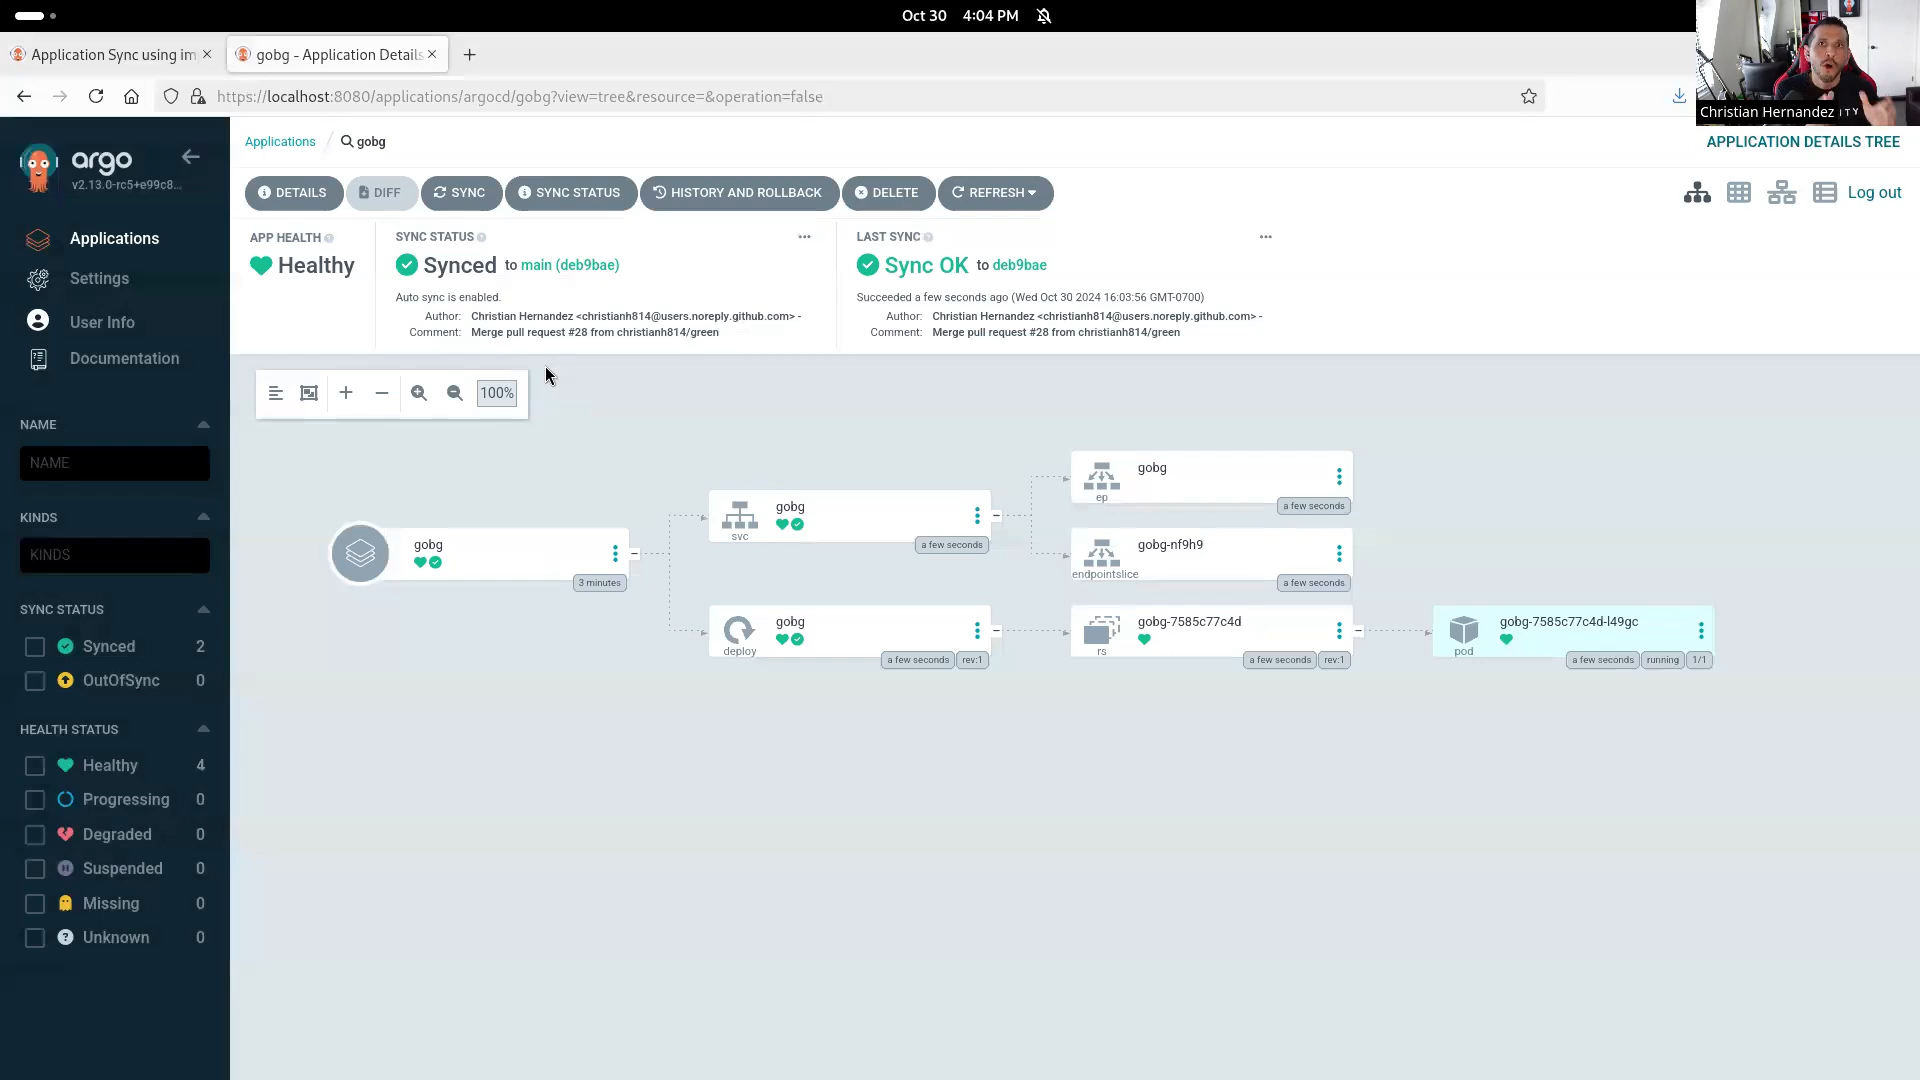 Oct 30 4:04 PM
Application Sync using im
gobg - Application Details
https://localhost:8080/applications/argocd/gobg?view=tree&resource=&operation=false
Christian Hernandez
argo
v2.13.0-rc5+e99c8...
Applications
Settings
User Info
Documentation
NAME
NAME
KINDS
KINDS
SYNC STATUS
Synced 2
OutOfSync 0
HEALTH STATUS
Healthy 4
Progressing 0
Degraded 0
Suspended 0
Missing 0
Unknown 0
Applications / gobg
APPLICATION DETAILS TREE
DETAILS DIFF SYNC SYNC STATUS HISTORY AND ROLLBACK DELETE REFRESH
Log out
APP HEALTH
Healthy
SYNC STATUS
Synced to main (deb9bae)
Auto sync is enabled.
Author: Christian Hernandez <christianh814@users.noreply.github.com> -
Comment: Merge pull request #28 from christianh814/green
LAST SYNC
Sync OK to deb9bae
Succeeded a few seconds ago (Wed Oct 30 2024 16:03:56 GMT-0700)
Author: Christian Hernandez <christianh814@users.noreply.github.com> -
Comment: Merge pull request #28 from christianh814/green
100%
gobg
3 minutes
gobg
svc
a few seconds
gobg
deploy
a few seconds rev:1
gobg
ep
a few seconds
gobg-nf9h9
endpointslice
a few seconds
gobg-7585c77c4d
rs
a few seconds rev:1
gobg-7585c77c4d-l49gc
pod
a few seconds running 1/1